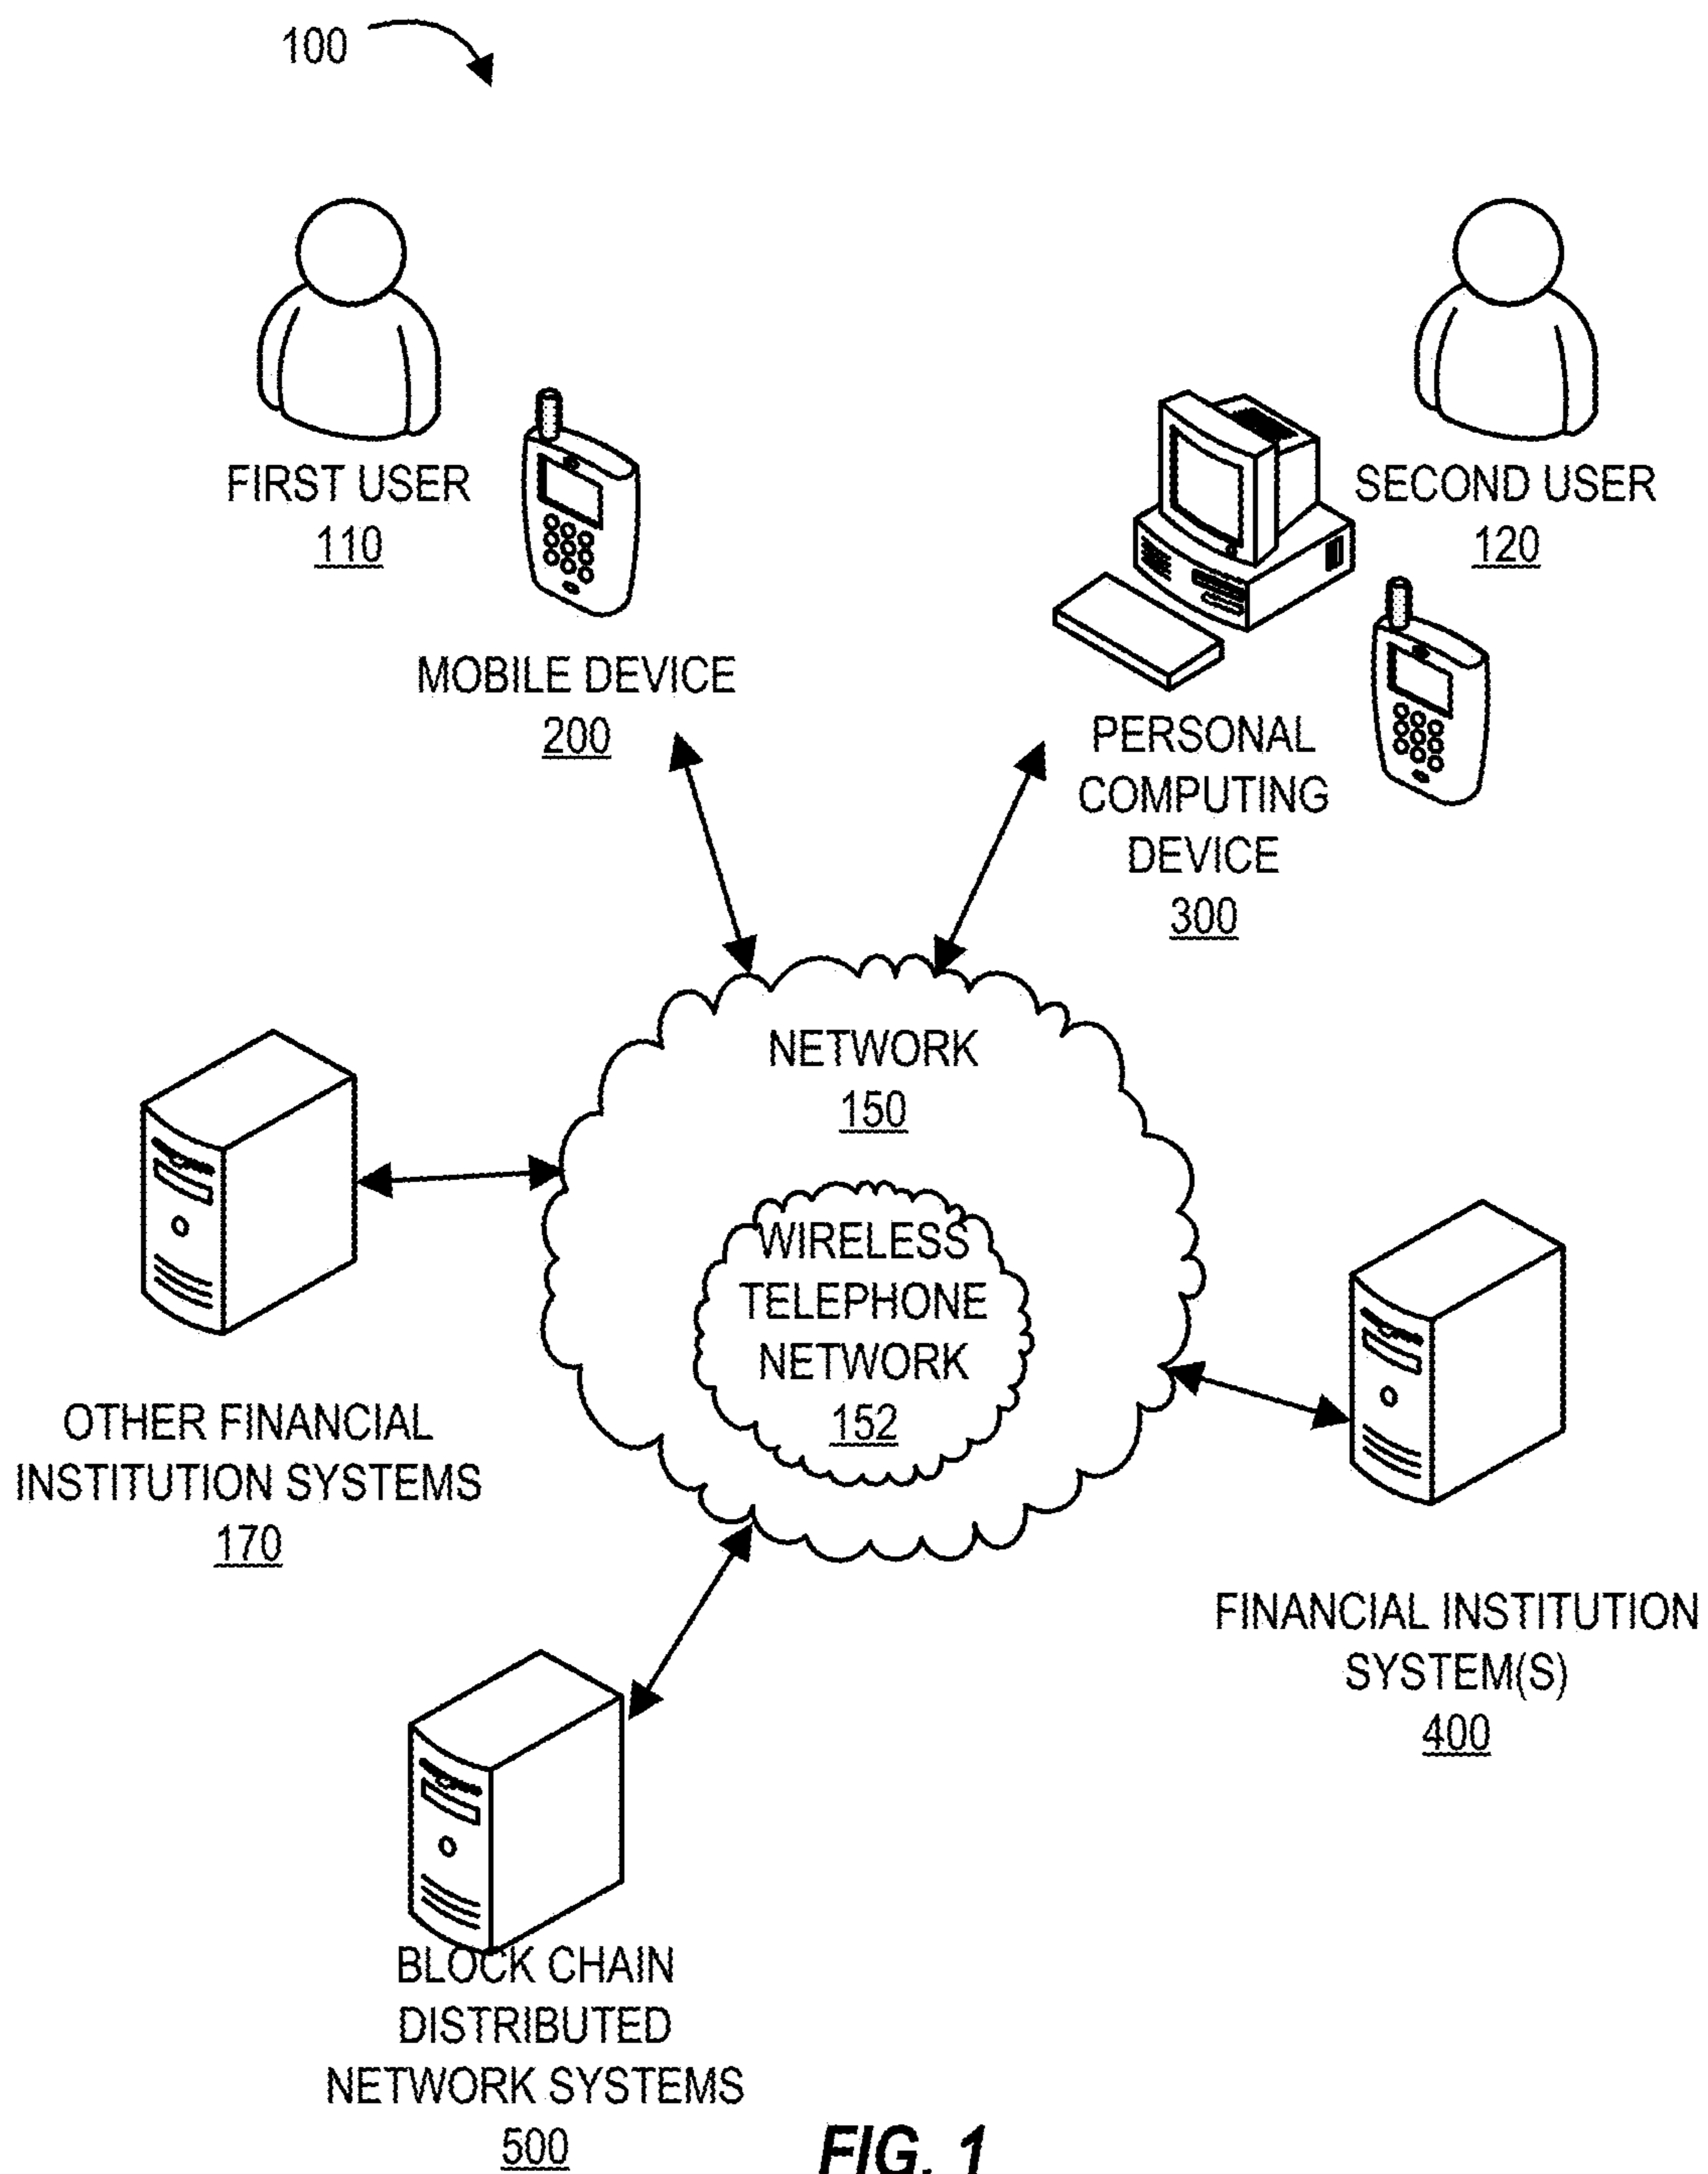 100
FIRST USER
110
SECOND USER
120
MOBILE DEVICE
200
PERSONAL
COMPUTING
DEVICE
300
NETWORK
150
WIRELESS
TELEPHONE
NETWORK
152
OTHER FINANCIAL
INSTITUTION SYSTEMS
170
FINANCIAL INSTITUTION
SYSTEM(S)
400
BLOCK CHAIN
DISTRIBUTED
NETWORK SYSTEMS
500
FIG. 1